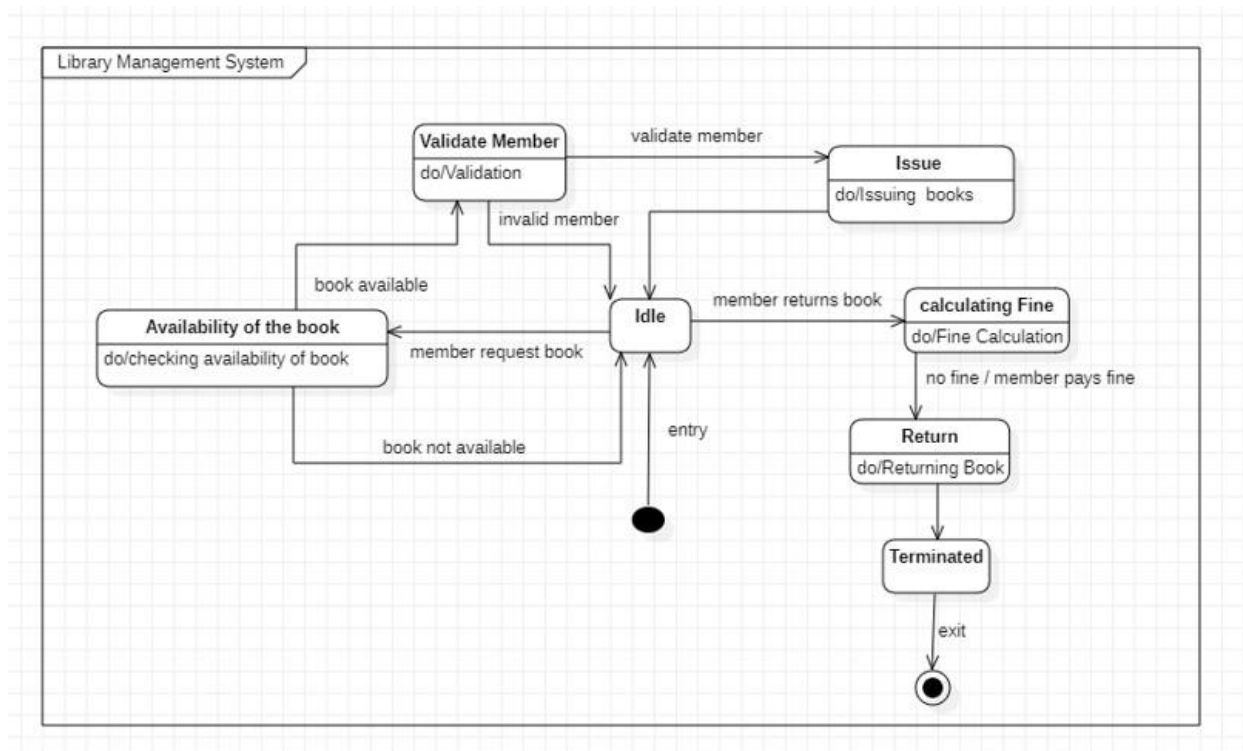 Library Management System
Validate Member
do/Validation
validate member
Issue
do/Issuing books
invalid member
book available
Availability of the book
do/checking availability of book
member request book
Idle
member returns book
calculating Fine
do/Fine Calculation
no fine / member pays fine
book not available
entry
Return
do/Returning Book
Terminated
exit